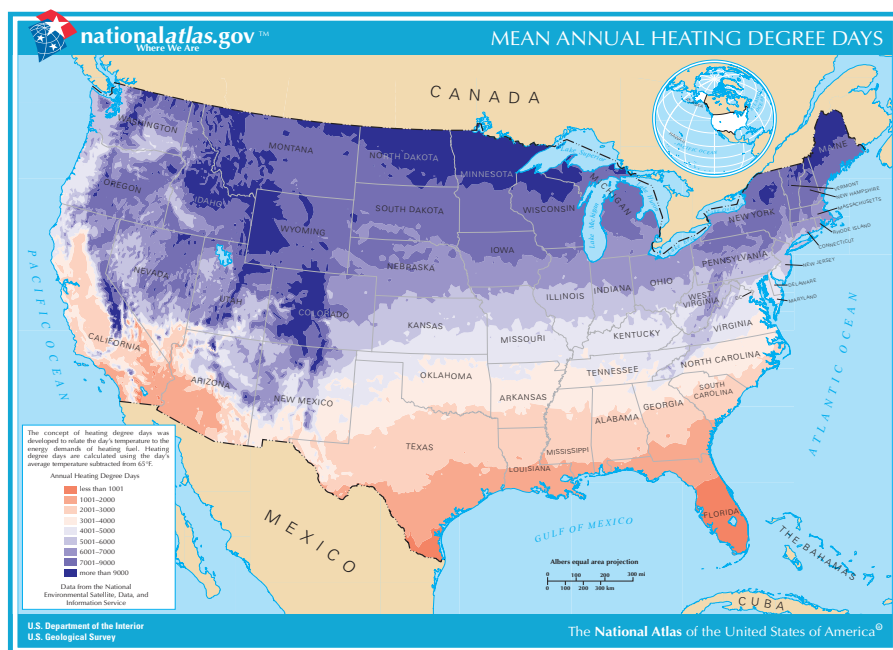 nationalatlas.gov ™
Where We Are
MEAN ANNUAL HEATING DEGREE DAYS
CANADA
PACIFIC OCEAN
ATLANTIC OCEAN
MEXICO
GULF OF MEXICO
THE BAHAMAS
CUBA
Lake Superior
Lake Michigan
WASHINGTON
OREGON
IDAHO
MONTANA
NORTH DAKOTA
MINNESOTA
WISCONSIN
MICHIGAN
SOUTH DAKOTA
WYOMING
NEVADA
UTAH
COLORADO
NEBRASKA
IOWA
ILLINOIS
INDIANA
OHIO
PENNSYLVANIA
NEW YORK
MAINE
VERMONT
NEW HAMPSHIRE
MASSACHUSETTS
RHODE ISLAND
CONNECTICUT
NEW JERSEY
DELAWARE
MARYLAND
DC
WEST
VIRGINIA
VIRGINIA
KENTUCKY
MISSOURI
KANSAS
CALIFORNIA
ARIZONA
NEW MEXICO
OKLAHOMA
ARKANSAS
TENNESSEE
NORTH CAROLINA
SOUTH
CAROLINA
GEORGIA
ALABAMA
MISSISSIPPI
LOUISIANA
TEXAS
FLORIDA
The concept of heating degree days was
developed to relate the day's temperature to the
energy demands of heating fuel. Heating
degree days are calculated using the day's
average temperature subtracted from 65°F.
Annual Heating Degree Days
less than 1001
1001–2000
2001–3000
3001–4000
4001–5000
5001–6000
6001–7000
7001–9000
more than 9000
Data from the National
Environmental Satellite, Data, and
Information Service
Albers equal area projection
0 100 200 300 mi
0 100 200 300 km
U.S. Department of the Interior
U.S. Geological Survey
The National Atlas of the United States of America®